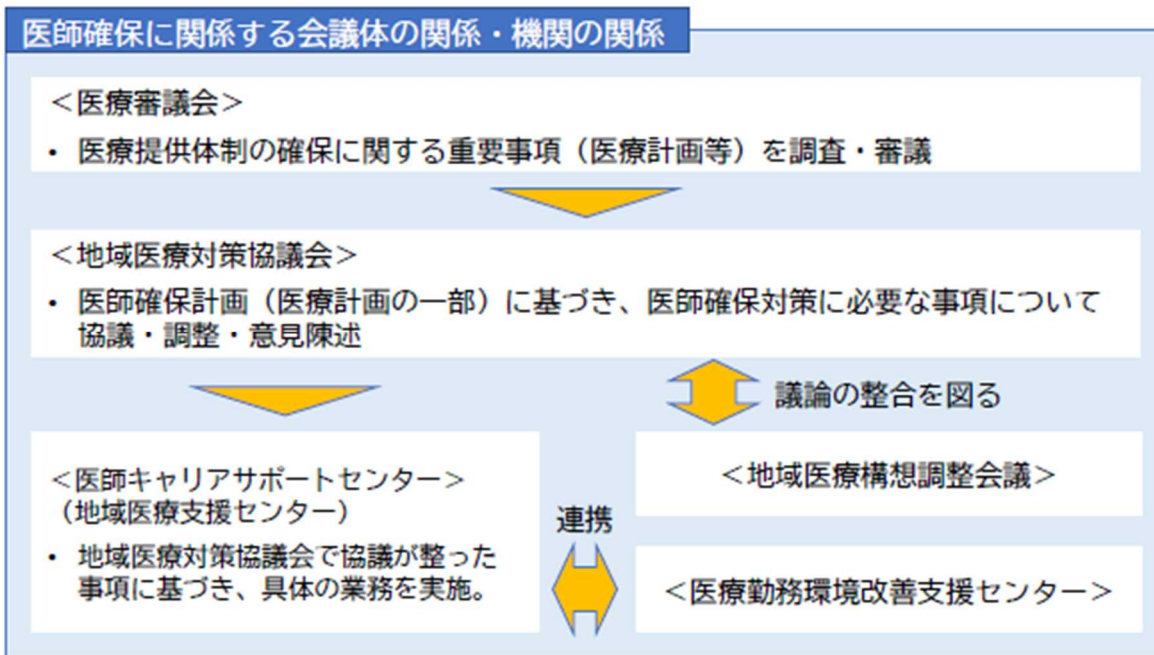 医師確保に関係する会議体の関係・機関の関係
＜医療審議会＞
・ 医療提供体制の確保に関する重要事項（医療計画等）を調査・審議
＜地域医療対策協議会＞
・ 医師確保計画（医療計画の一部）に基づき、医師確保対策に必要な事項について
協議・調整・意見陳述
議論の整合を図る
＜医師キャリアサポートセンター＞
（地域医療支援センター）
・ 地域医療対策協議会で協議が整った
事項に基づき、具体の業務を実施。
連携
＜地域医療構想調整会議＞
＜医療勤務環境改善支援センター＞